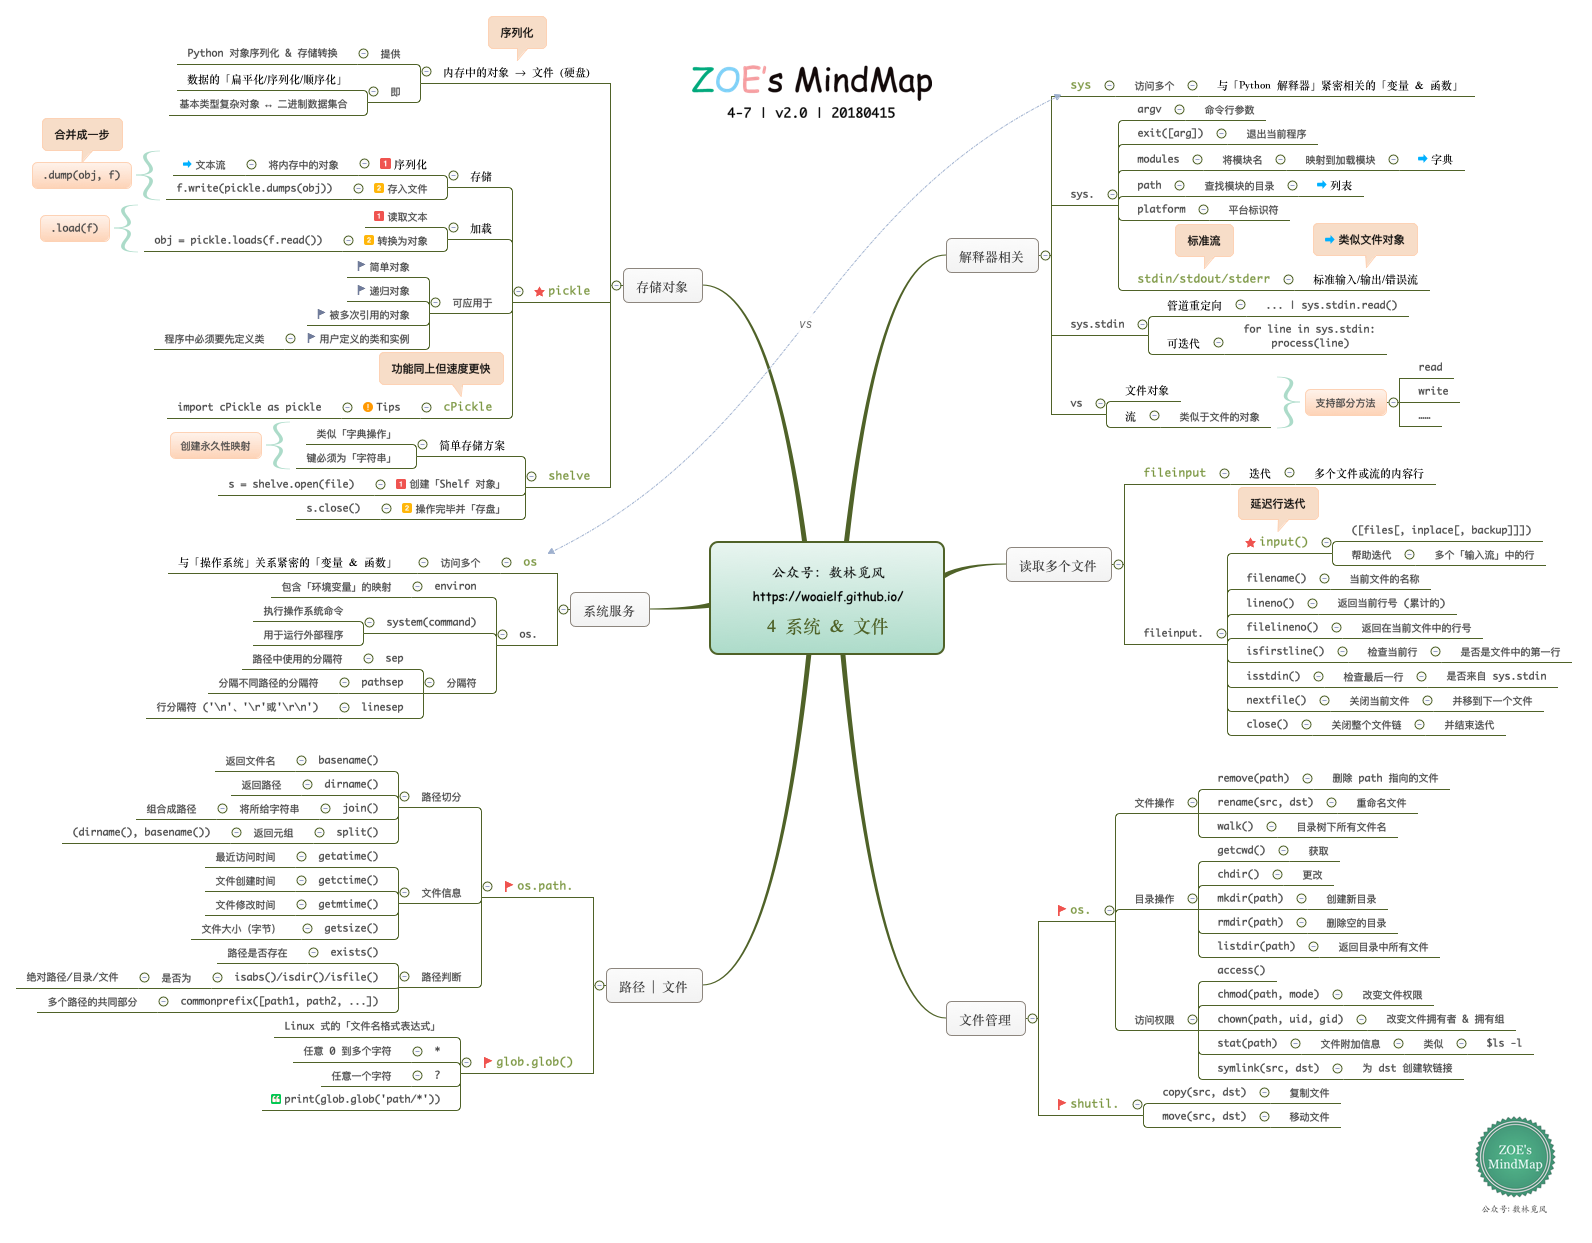 ZOE's MindMap
4-7 | v2.0 | 20180415
公众号: 数林觅风
https://woaielf.github.io/
4 系统 & 文件
存储对象
序列化
内存中的对象 → 文件 (硬盘)
提供
Python 对象序列化 & 存储转换
即
数据的「扁平化/序列化/顺序化」
基本类型复杂对象 ↔ 二进制数据集合
pickle
存储
1 序列化
将内存中的对象
文本流
2 存入文件
f.write(pickle.dumps(obj))
合并成一步
.dump(obj, f)
加载
1 读取文本
2 转换为对象
obj = pickle.loads(f.read())
.load(f)
可应用于
简单对象
递归对象
被多次引用的对象
用户定义的类和实例
程序中必须要先定义类
功能同上但速度更快
cPickle
Tips
import cPickle as pickle
shelve
简单存储方案
类似「字典操作」
键必须为「字符串」
创建永久性映射
1 创建「Shelf 对象」
s = shelve.open(file)
2 操作完毕并「存盘」
s.close()
系统服务
os
访问多个
与「操作系统」关系紧密的「变量 & 函数」
os.
environ
包含「环境变量」的映射
system(command)
执行操作系统命令
用于运行外部程序
分隔符
sep
路径中使用的分隔符
pathsep
分隔不同路径的分隔符
linesep
行分隔符 ('\n'、'\r'或'\r\n')
路径 | 文件
os.path.
路径切分
basename()
返回文件名
dirname()
返回路径
join()
将所给字符串
组合成路径
split()
返回元组
(dirname(), basename())
文件信息
getatime()
最近访问时间
getctime()
文件创建时间
getmtime()
文件修改时间
getsize()
文件大小 (字节)
路径判断
exists()
路径是否存在
isabs()/isdir()/isfile()
是否为
绝对路径/目录/文件
commonprefix([path1, path2, ...])
多个路径的共同部分
glob.glob()
Linux 式的「文件名格式表达式」
*
任意 0 到多个字符
?
任意一个字符
print(glob.glob('path/*'))
vs
解释器相关
sys
访问多个
与「Python 解释器」紧密相关的「变量 & 函数」
sys.
argv
命令行参数
exit([arg])
退出当前程序
modules
将模块名
映射到加载模块
字典
path
查找模块的目录
列表
platform
平台标识符
标准流
类似文件对象
stdin/stdout/stderr
标准输入/输出/错误流
sys.stdin
管道重定向
... | sys.stdin.read()
可迭代
for line in sys.stdin:
process(line)
vs
文件对象
流
类似于文件的对象
支持部分方法
read
write
……
读取多个文件
fileinput
迭代
多个文件或流的内容行
延迟行迭代
fileinput.
input()
([files[, inplace[, backup]]])
帮助迭代
多个「输入流」中的行
filename()
当前文件的名称
lineno()
返回当前行号 (累计的)
filelineno()
返回在当前文件中的行号
isfirstline()
检查当前行
是否是文件中的第一行
isstdin()
检查最后一行
是否来自 sys.stdin
nextfile()
关闭当前文件
并移到下一个文件
close()
关闭整个文件链
并结束迭代
文件管理
os.
文件操作
remove(path)
删除 path 指向的文件
rename(src, dst)
重命名文件
walk()
目录树下所有文件名
目录操作
getcwd()
获取
chdir()
更改
mkdir(path)
创建新目录
rmdir(path)
删除空的目录
listdir(path)
返回目录中所有文件
访问权限
access()
chmod(path, mode)
改变文件权限
chown(path, uid, gid)
改变文件拥有者 & 拥有组
stat(path)
文件附加信息
类似
$ls -l
symlink(src, dst)
为 dst 创建软链接
shutil.
copy(src, dst)
复制文件
move(src, dst)
移动文件
ZOE's
MindMap
公众号: 数林觅风